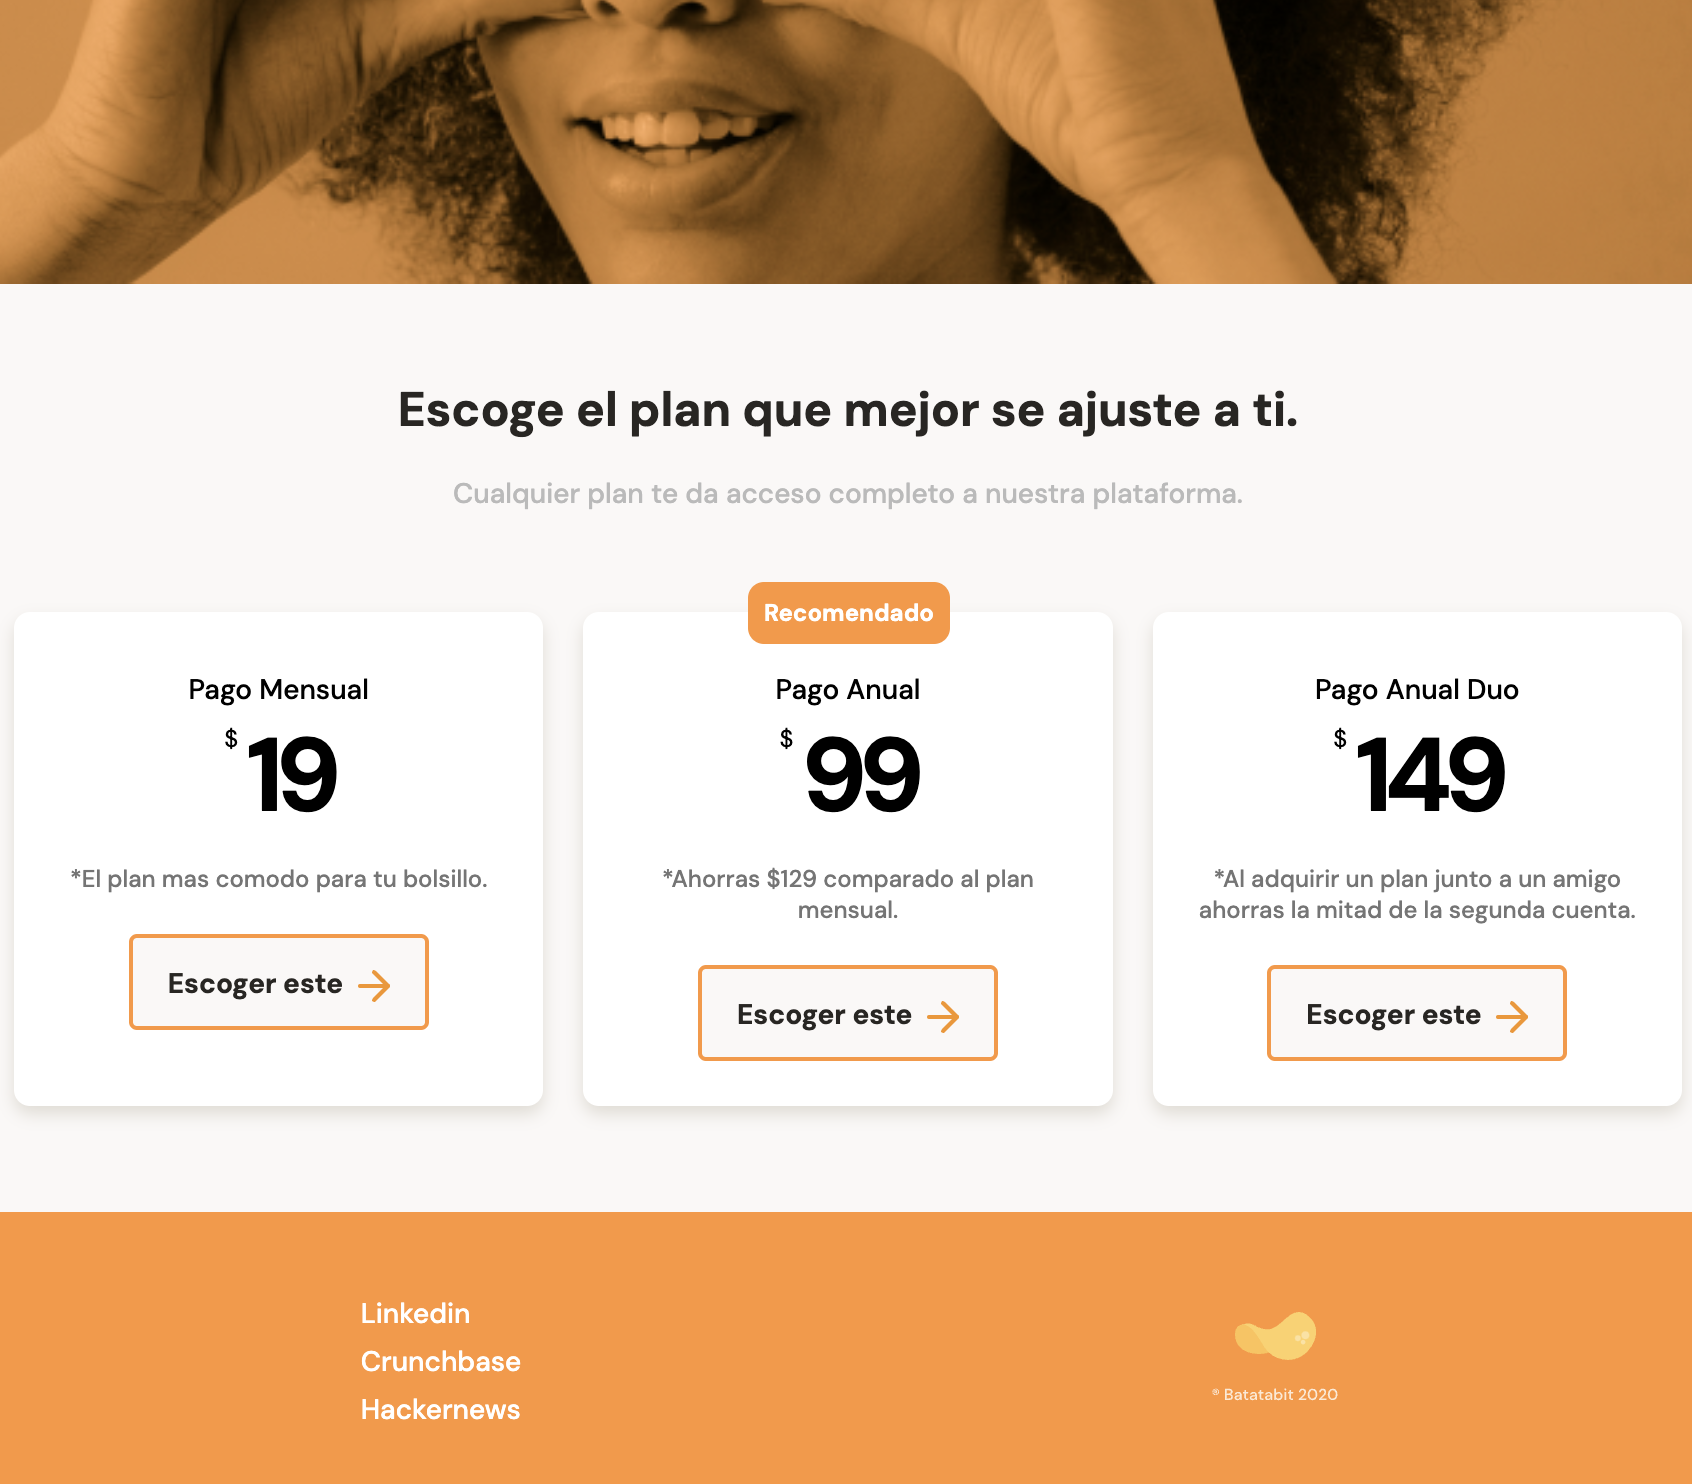 Escoge el plan que mejor se ajuste a ti.
Cualquier plan te da acceso completo a nuestra plataforma.
Pago Mensual
$ 19
*El plan mas comodo para tu bolsillo.
Escoger este
Recomendado
Pago Anual
$ 99
*Ahorras $129 comparado al plan
mensual.
Escoger este
Pago Anual Duo
$ 149
*Al adquirir un plan junto a un amigo
ahorras la mitad de la segunda cuenta.
Escoger este
Linkedin
Crunchbase
Hackernews
® Batatabit 2020